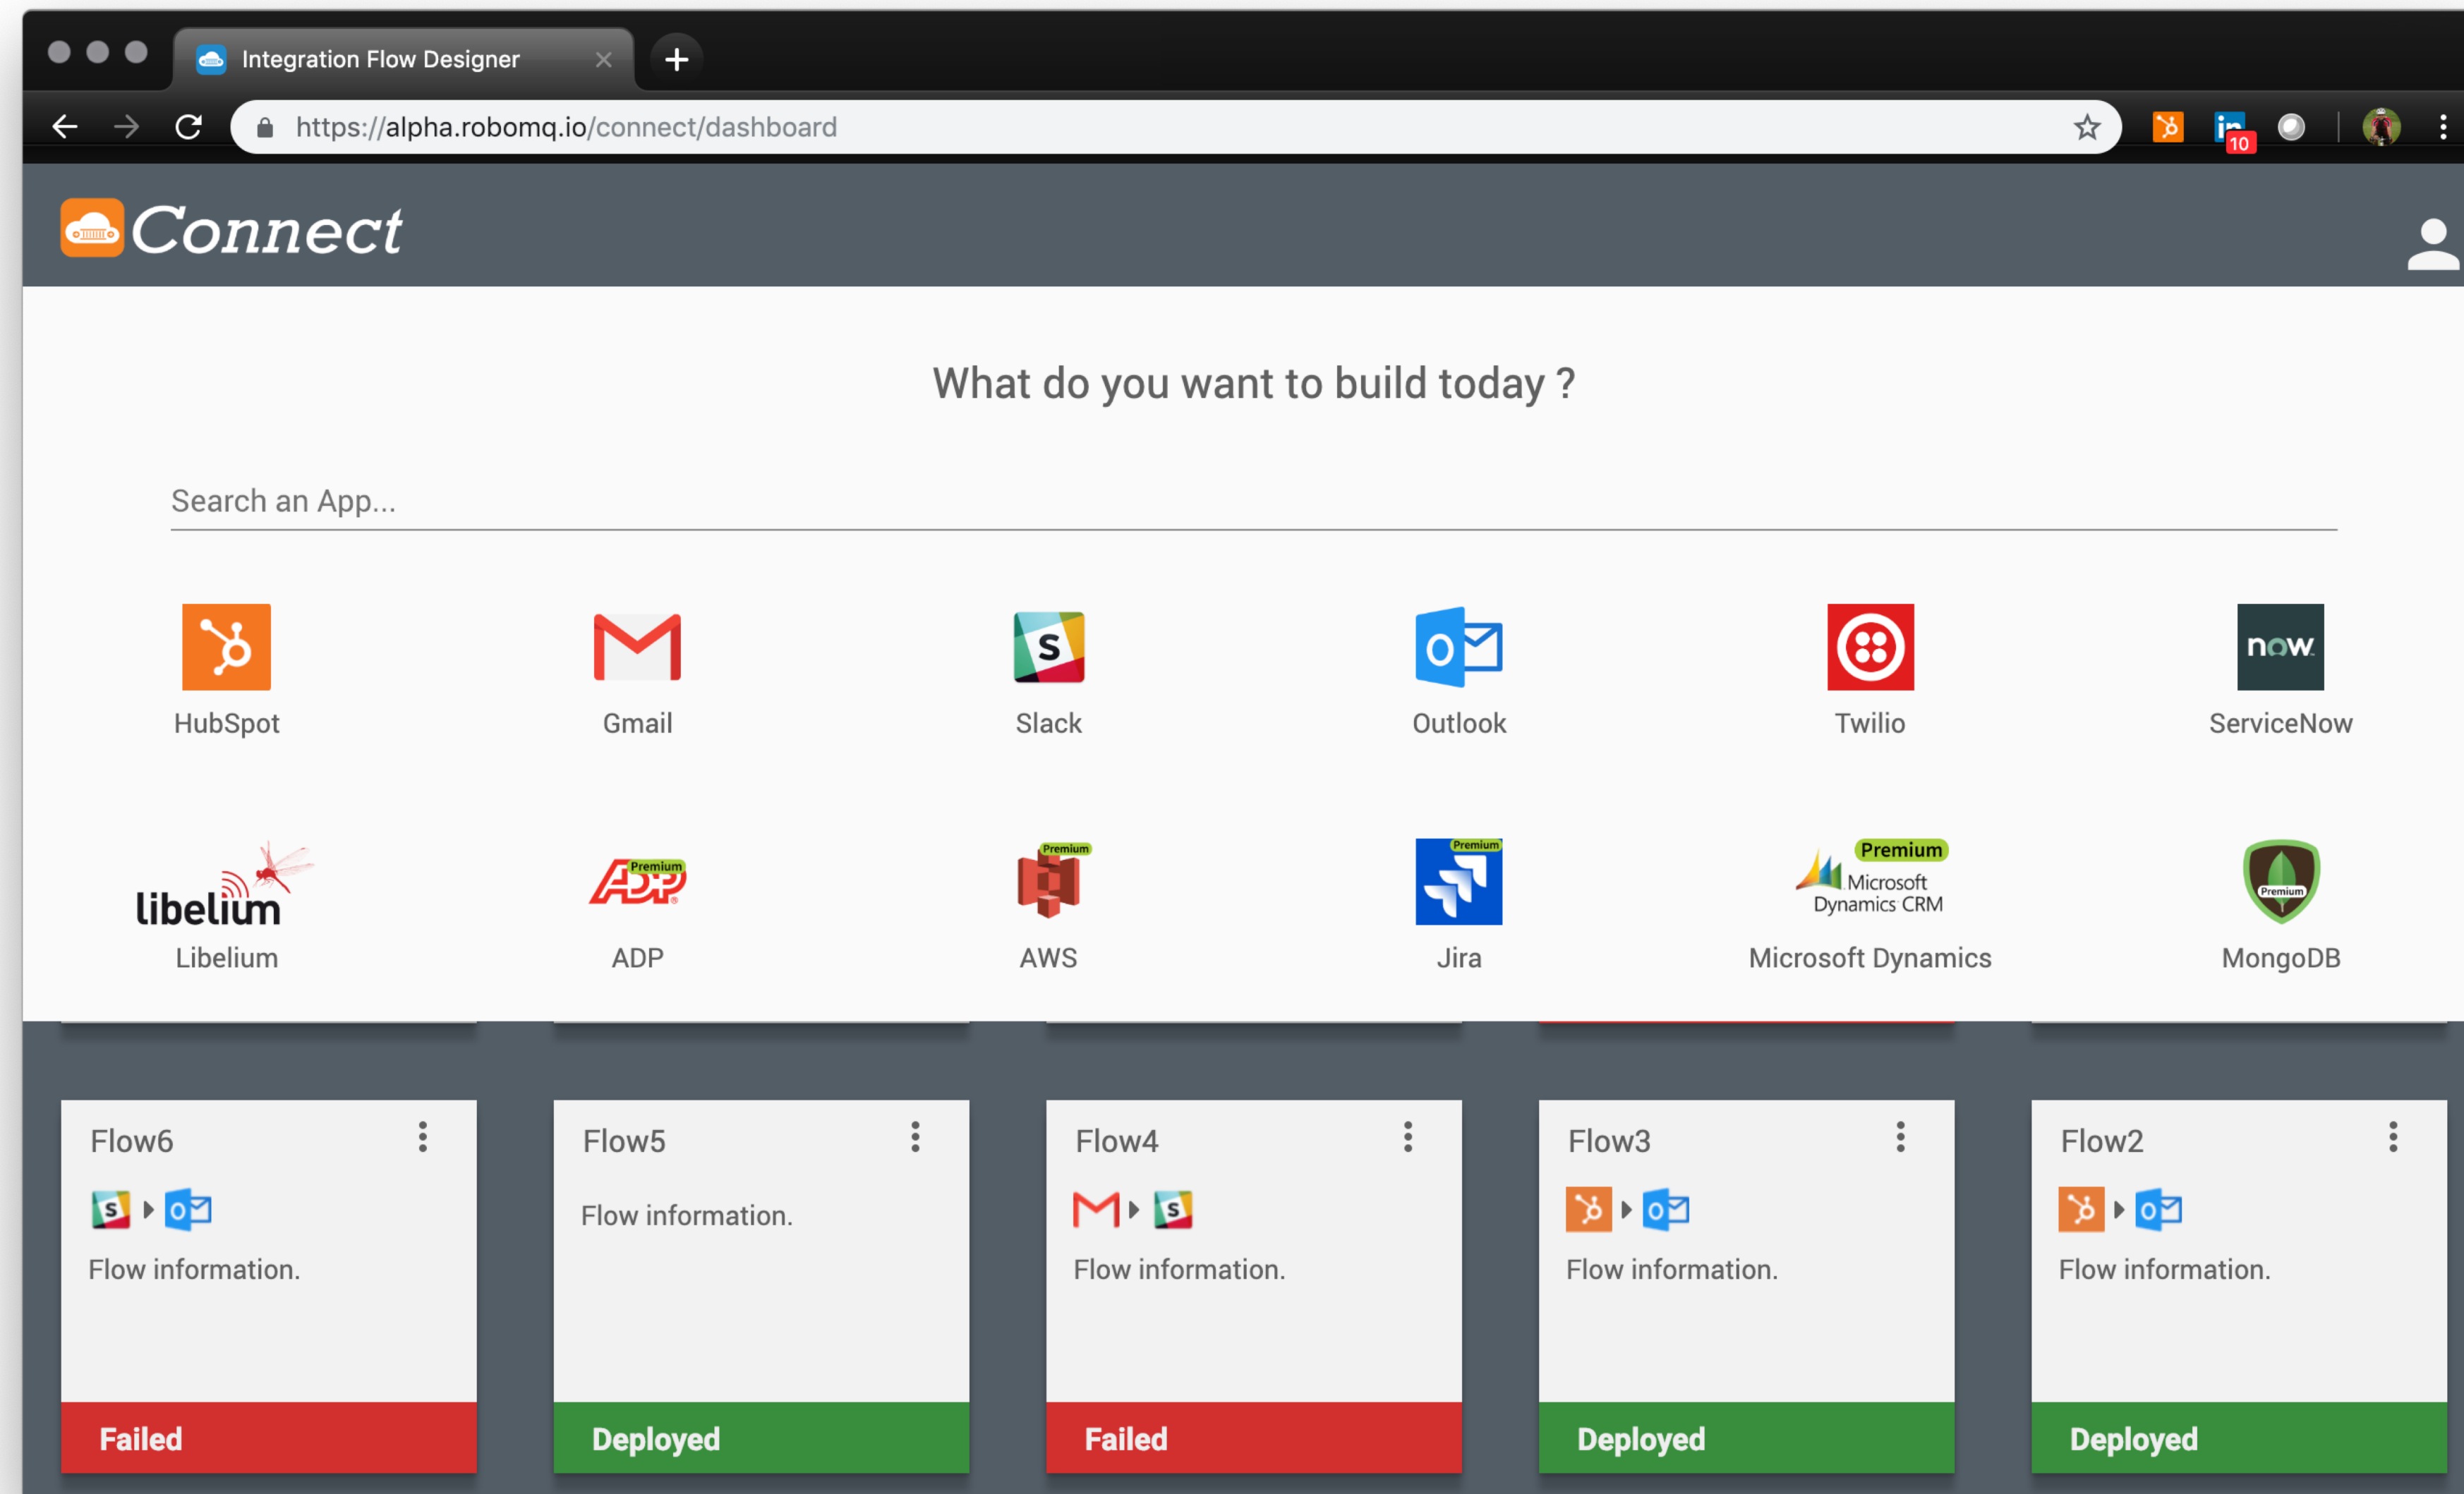 Integration Flow Designer
https://alpha.robomq.io/connect/dashboard
in
10
Connect
What do you want to build today ?
Search an App...
S
o
now
HubSpot
Gmail
Slack
Outlook
Twilio
ServiceNow
libelium
Premium
ADP
Premium
Premium
Premium
Microsoft
Dynamics CRM
Premium
Libelium
ADP
AWS
Jira
Microsoft Dynamics
MongoDB
Flow6
Flow5
Flow4
Flow3
Flow2
S
o
S
o
o
Flow information.
Flow information.
Flow information.
Flow information.
Flow information.
Failed
Deployed
Failed
Deployed
Deployed